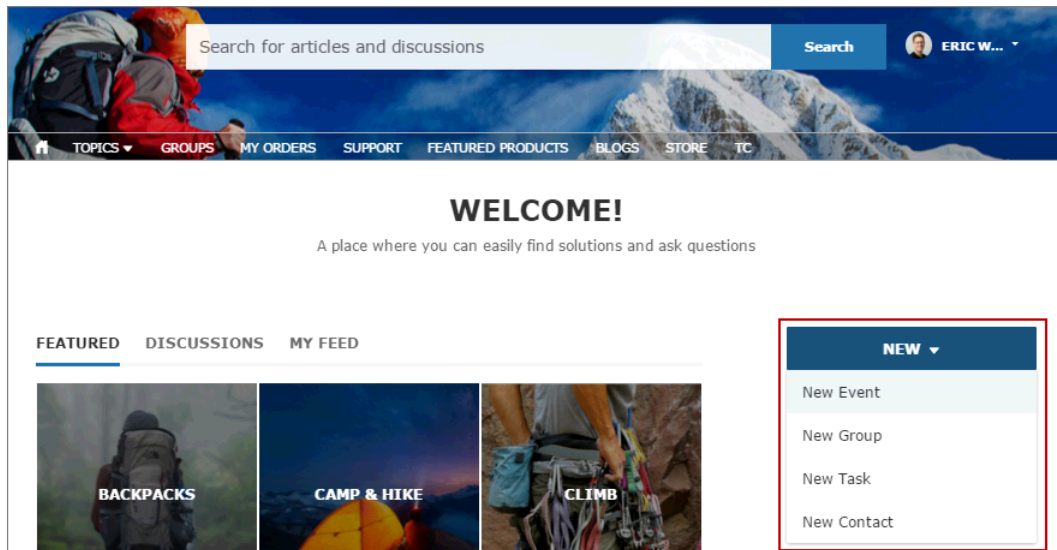 Search for articles and discussions
Search
ERIC W...
TOPICS GROUPS MY ORDERS SUPPORT FEATURED PRODUCTS BLOGS STORE TC
WELCOME!
A place where you can easily find solutions and ask questions
FEATURED DISCUSSIONS MY FEED
NEW
New Event
New Group
New Task
New Contact
BACKPACKS CAMP & HIKE CLIMB